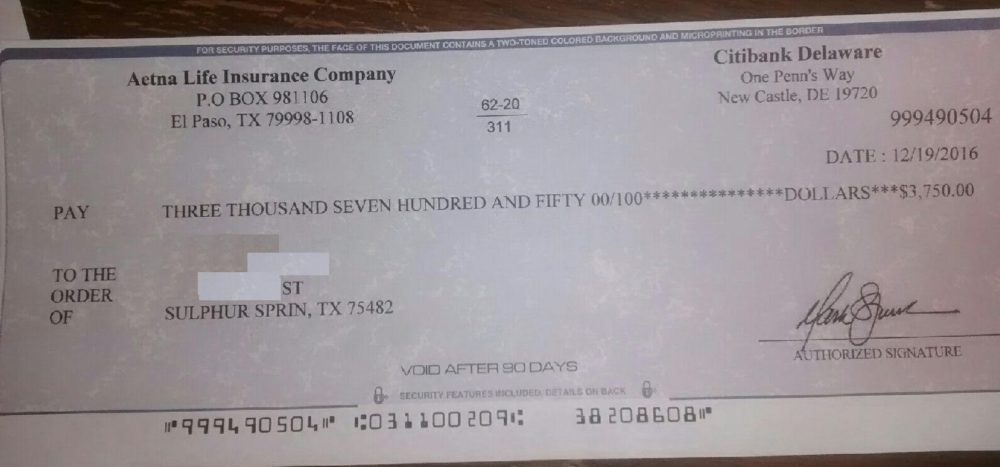 FOR SECURITY PURPOSES, THE FACE OF THIS DOCUMENT CONTAINS A TWO-TONED COLORED BACKGROUND AND MICROPRINTING IN THE BORDER
Aetna Life Insurance Company
P.O BOX 981106
El Paso, TX 79998-1108
62-20
311
Citibank Delaware
One Penn's Way
New Castle, DE 19720
999490504
DATE : 12/19/2016
PAY THREE THOUSAND SEVEN HUNDRED AND FIFTY 00/100***************DOLLARS***$3,750.00
TO THE
ORDER
OF
ST
SULPHUR SPRIN, TX 75482
AUTHORIZED SIGNATURE
VOID AFTER 90 DAYS
SECURITY FEATURES INCLUDED, DETAILS ON BACK
⑈999490504⑈ ⑆031100209⑆ 38208608⑈